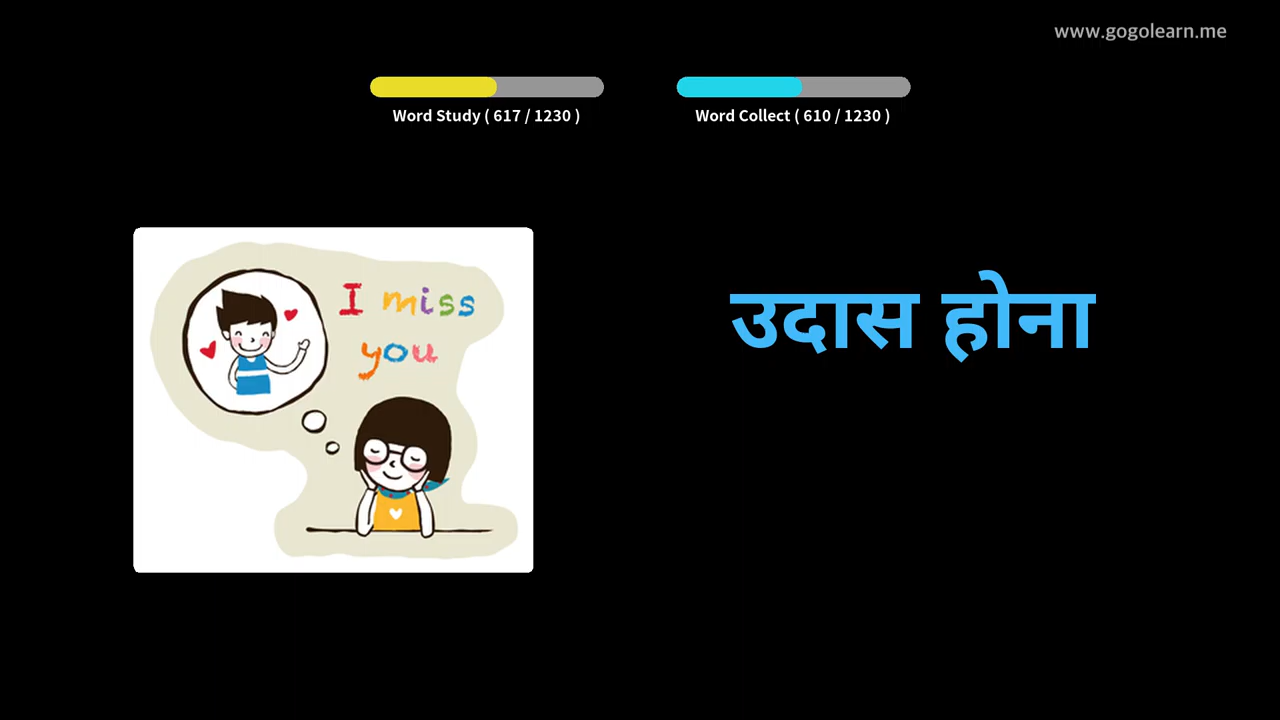 www.gogolearn.me
Word Study ( 617 / 1230 )
Word Collect ( 610 / 1230 )
I miss
you
उदास होना